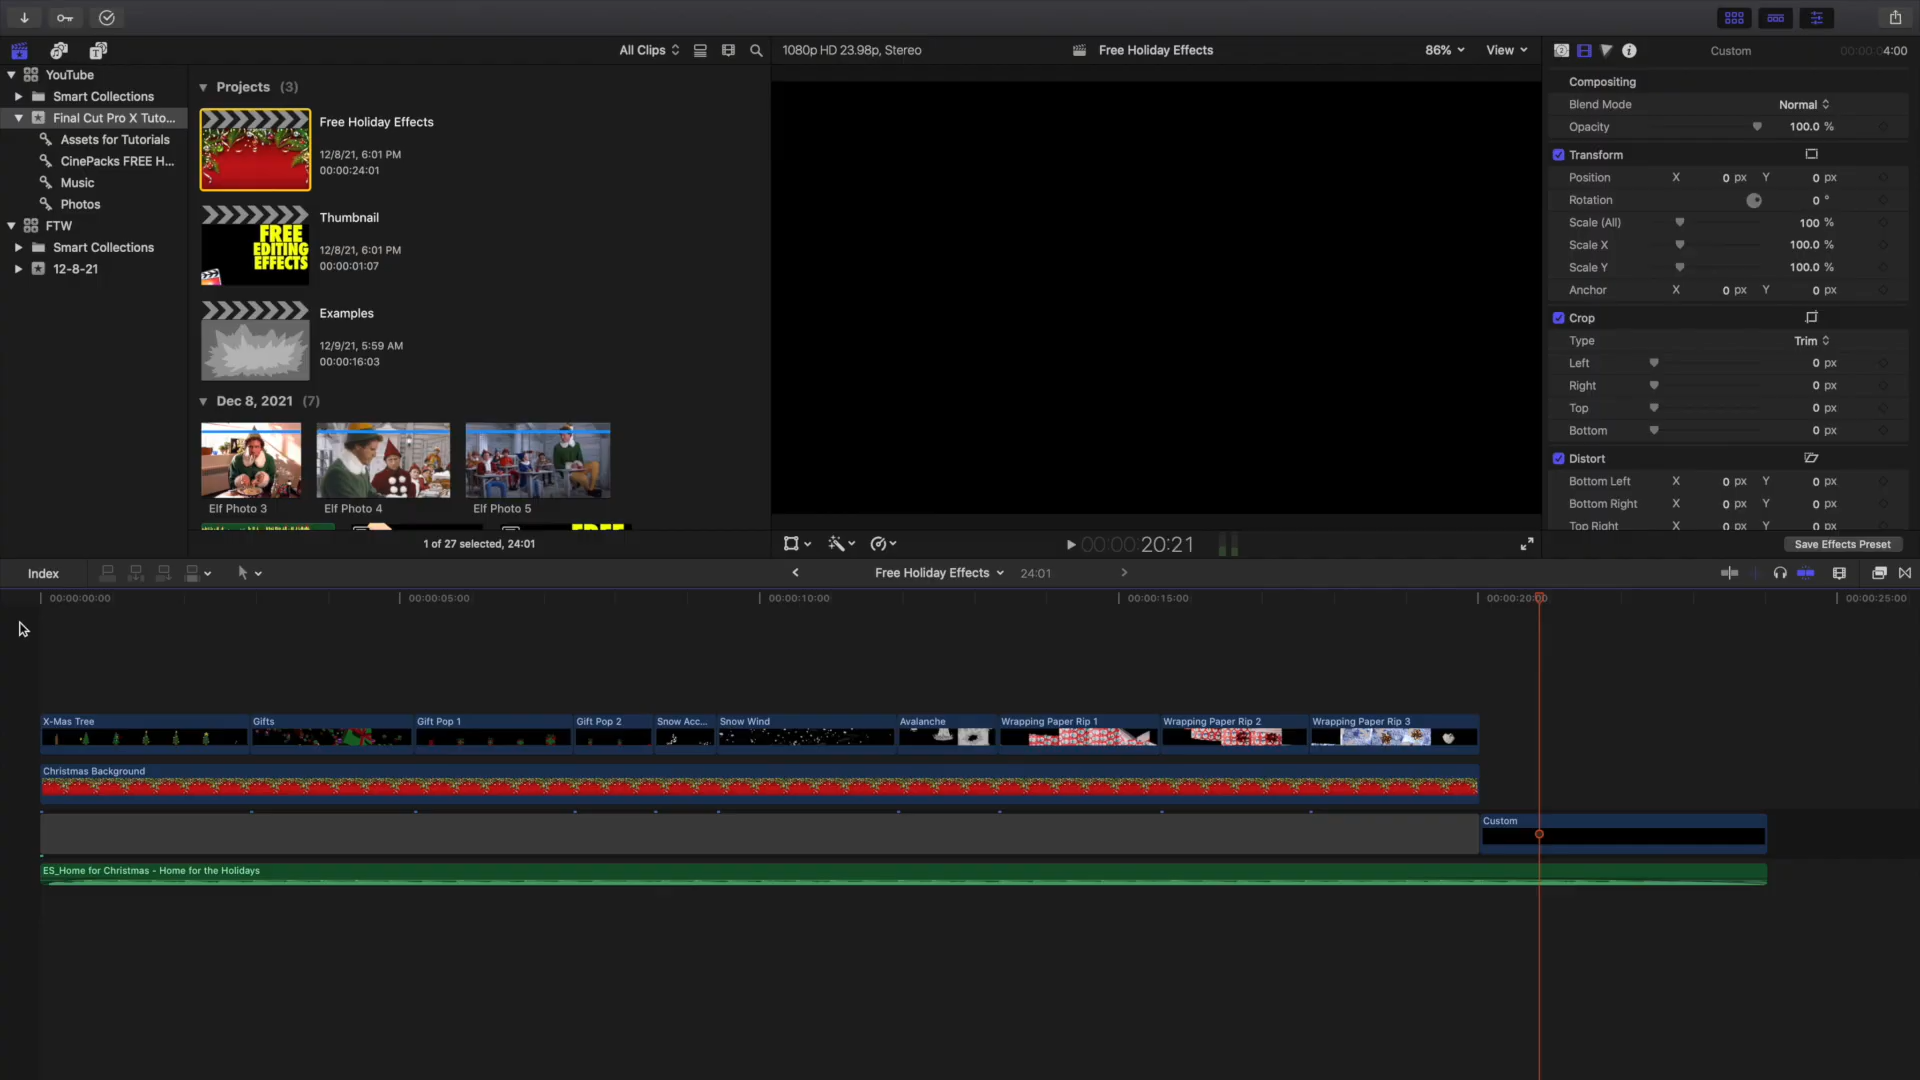 All Clips
1080p HD 23.98p, Stereo
Free Holiday Effects
86%
View
Custom
00:00:04:00
YouTube
Smart Collections
Final Cut Pro X Tuto...
Assets for Tutorials
CinePacks FREE H...
Music
Photos
FTW
Smart Collections
12-8-21
Projects (3)
Free Holiday Effects
12/8/21, 6:01 PM
00:00:24:01
FREE
EDITING
EFFECTS
Thumbnail
12/8/21, 6:01 PM
00:00:01:07
Examples
12/9/21, 5:59 AM
00:00:16:03
Dec 8, 2021 (7)
Elf Photo 3
Elf Photo 4
Elf Photo 5
1 of 27 selected, 24:01
00:00:00:20:21
Compositing
Blend Mode Normal
Opacity 100.0 %
Transform
Position X 0 px Y 0 px
Rotation 0 °
Scale (All) 100 %
Scale X 100.0 %
Scale Y 100.0 %
Anchor X 0 px Y 0 px
Crop
Type Trim
Left 0 px
Right 0 px
Top 0 px
Bottom 0 px
Distort
Bottom Left X 0 px Y 0 px
Bottom Right X 0 px Y 0 px
Top Right X 0 px Y 0 px
Save Effects Preset
Index
Free Holiday Effects
24:01
00:00:00:00
00:00:05:00
00:00:10:00
00:00:15:00
00:00:20:00
00:00:25:00
X-Mas Tree
Gifts
Gift Pop 1
Gift Pop 2
Snow Acc...
Snow Wind
Avalanche
Wrapping Paper Rip 1
Wrapping Paper Rip 2
Wrapping Paper Rip 3
Christmas Background
Custom
ES_Home for Christmas - Home for the Holidays